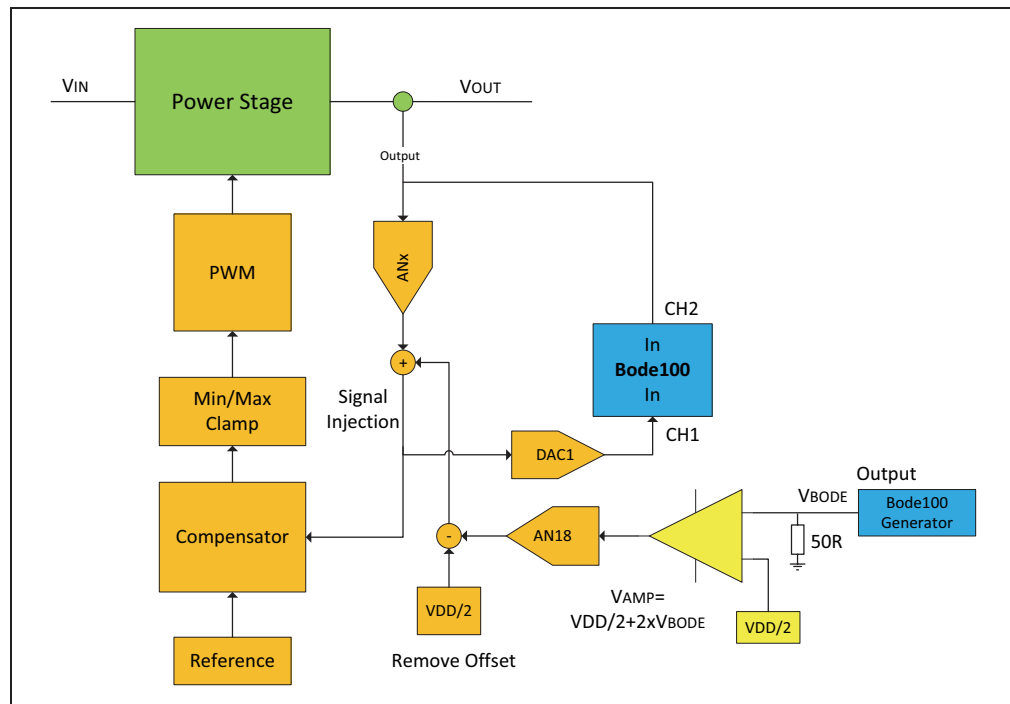 VIN
Power Stage
VOUT
Output
PWM
ANx
CH2
In
Bode100
In
CH1
Min/Max
Clamp
+
Signal
Injection
DAC1
Output
VBODE
Bode100
Generator
50R
Compensator
-
AN18
VAMP=
VDD/2+2xVBODE
VDD/2
VDD/2
Reference
Remove Offset